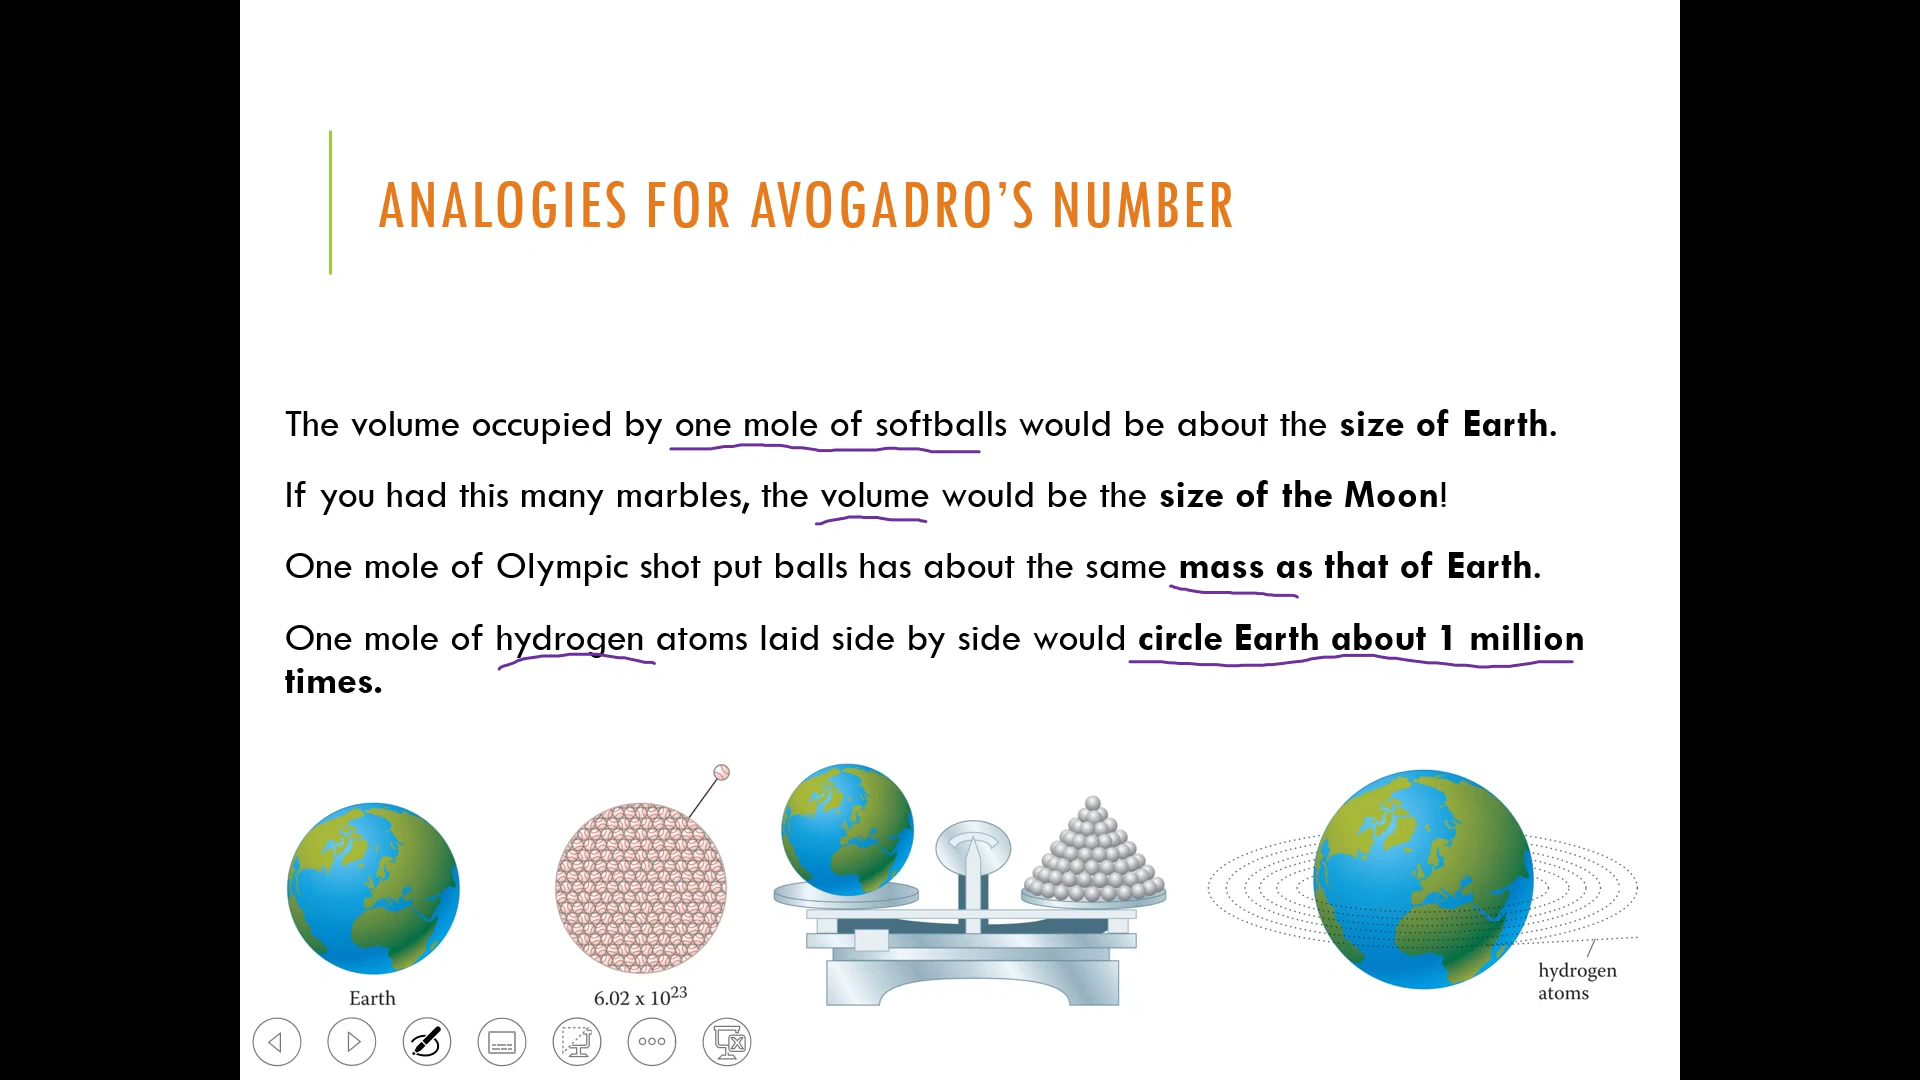 ANALOGIES FOR AVOGADRO'S NUMBER
The volume occupied by one mole of softballs would be about the size of Earth.
If you had this many marbles, the volume would be the size of the Moon!
One mole of Olympic shot put balls has about the same mass as that of Earth.
One mole of hydrogen atoms laid side by side would circle Earth about 1 million
times.
Earth
6.02 x 10²³
hydrogen
atoms